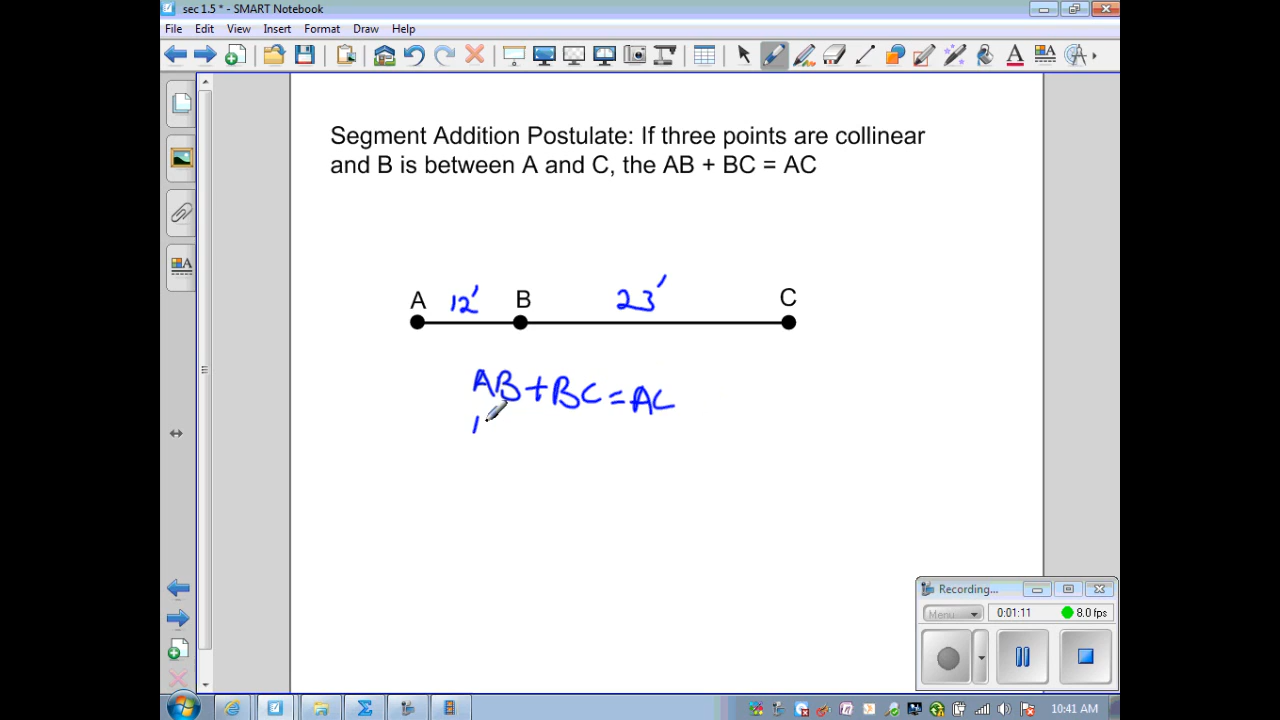 sec 1.5 * - SMART Notebook
File Edit View Insert Format Draw Help
Segment Addition Postulate: If three points are collinear
and B is between A and C, the AB + BC = AC
A 12' B 23' C
AB+BC=AC
1
Recording...
Menu 0:01:11 8.0 fps
10:41 AM